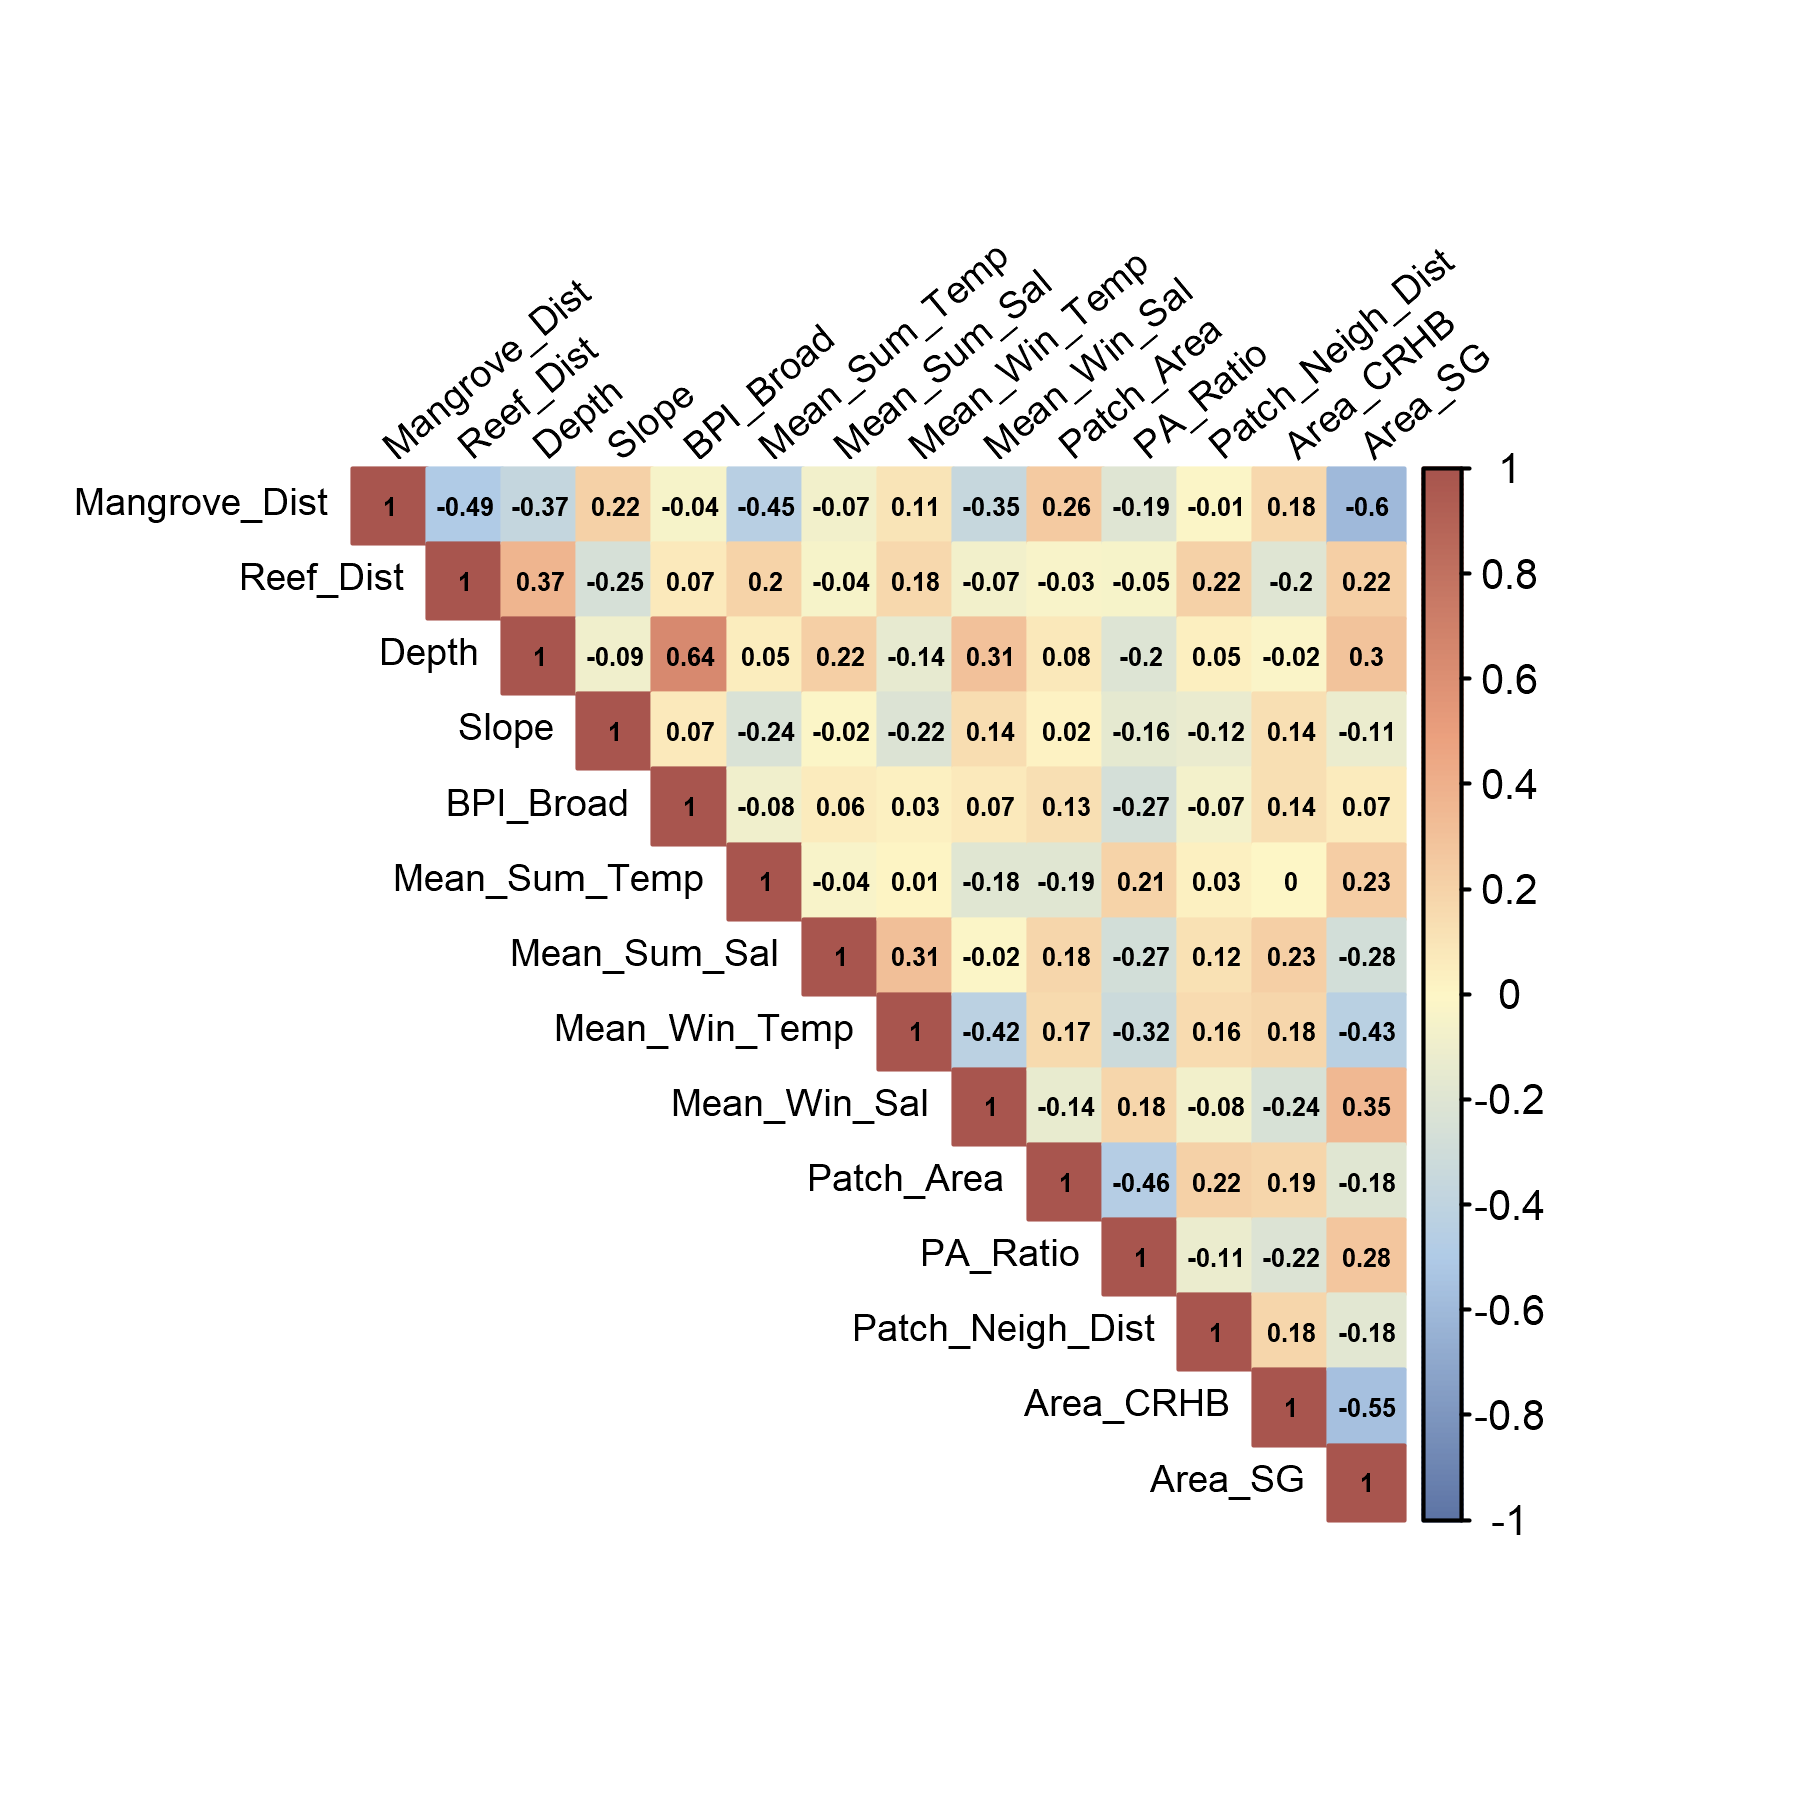 Mangrove_Dist
Reef_Dist
Depth
Slope
BPI_Broad
Mean_Sum_Temp
Mean_Sum_Sal
Mean_Win_Temp
Mean_Win_Sal
Patch_Area
PA_Ratio
Patch_Neigh_Dist
Area_CRHB
Area_SG
Mangrove_Dist 1 -0.49 -0.37 0.22 -0.04 -0.45 -0.07 0.11 -0.35 0.26 -0.19 -0.01 0.18 -0.6
Reef_Dist 1 0.37 -0.25 0.07 0.2 -0.04 0.18 -0.07 -0.03 -0.05 0.22 -0.2 0.22
Depth 1 -0.09 0.64 0.05 0.22 -0.14 0.31 0.08 -0.2 0.05 -0.02 0.3
Slope 1 0.07 -0.24 -0.02 -0.22 0.14 0.02 -0.16 -0.12 0.14 -0.11
BPI_Broad 1 -0.08 0.06 0.03 0.07 0.13 -0.27 -0.07 0.14 0.07
Mean_Sum_Temp 1 -0.04 0.01 -0.18 -0.19 0.21 0.03 0 0.23
Mean_Sum_Sal 1 0.31 -0.02 0.18 -0.27 0.12 0.23 -0.28
Mean_Win_Temp 1 -0.42 0.17 -0.32 0.16 0.18 -0.43
Mean_Win_Sal 1 -0.14 0.18 -0.08 -0.24 0.35
Patch_Area 1 -0.46 0.22 0.19 -0.18
PA_Ratio 1 -0.11 -0.22 0.28
Patch_Neigh_Dist 1 0.18 -0.18
Area_CRHB 1 -0.55
Area_SG 1
1
0.8
0.6
0.4
0.2
0
-0.2
-0.4
-0.6
-0.8
-1